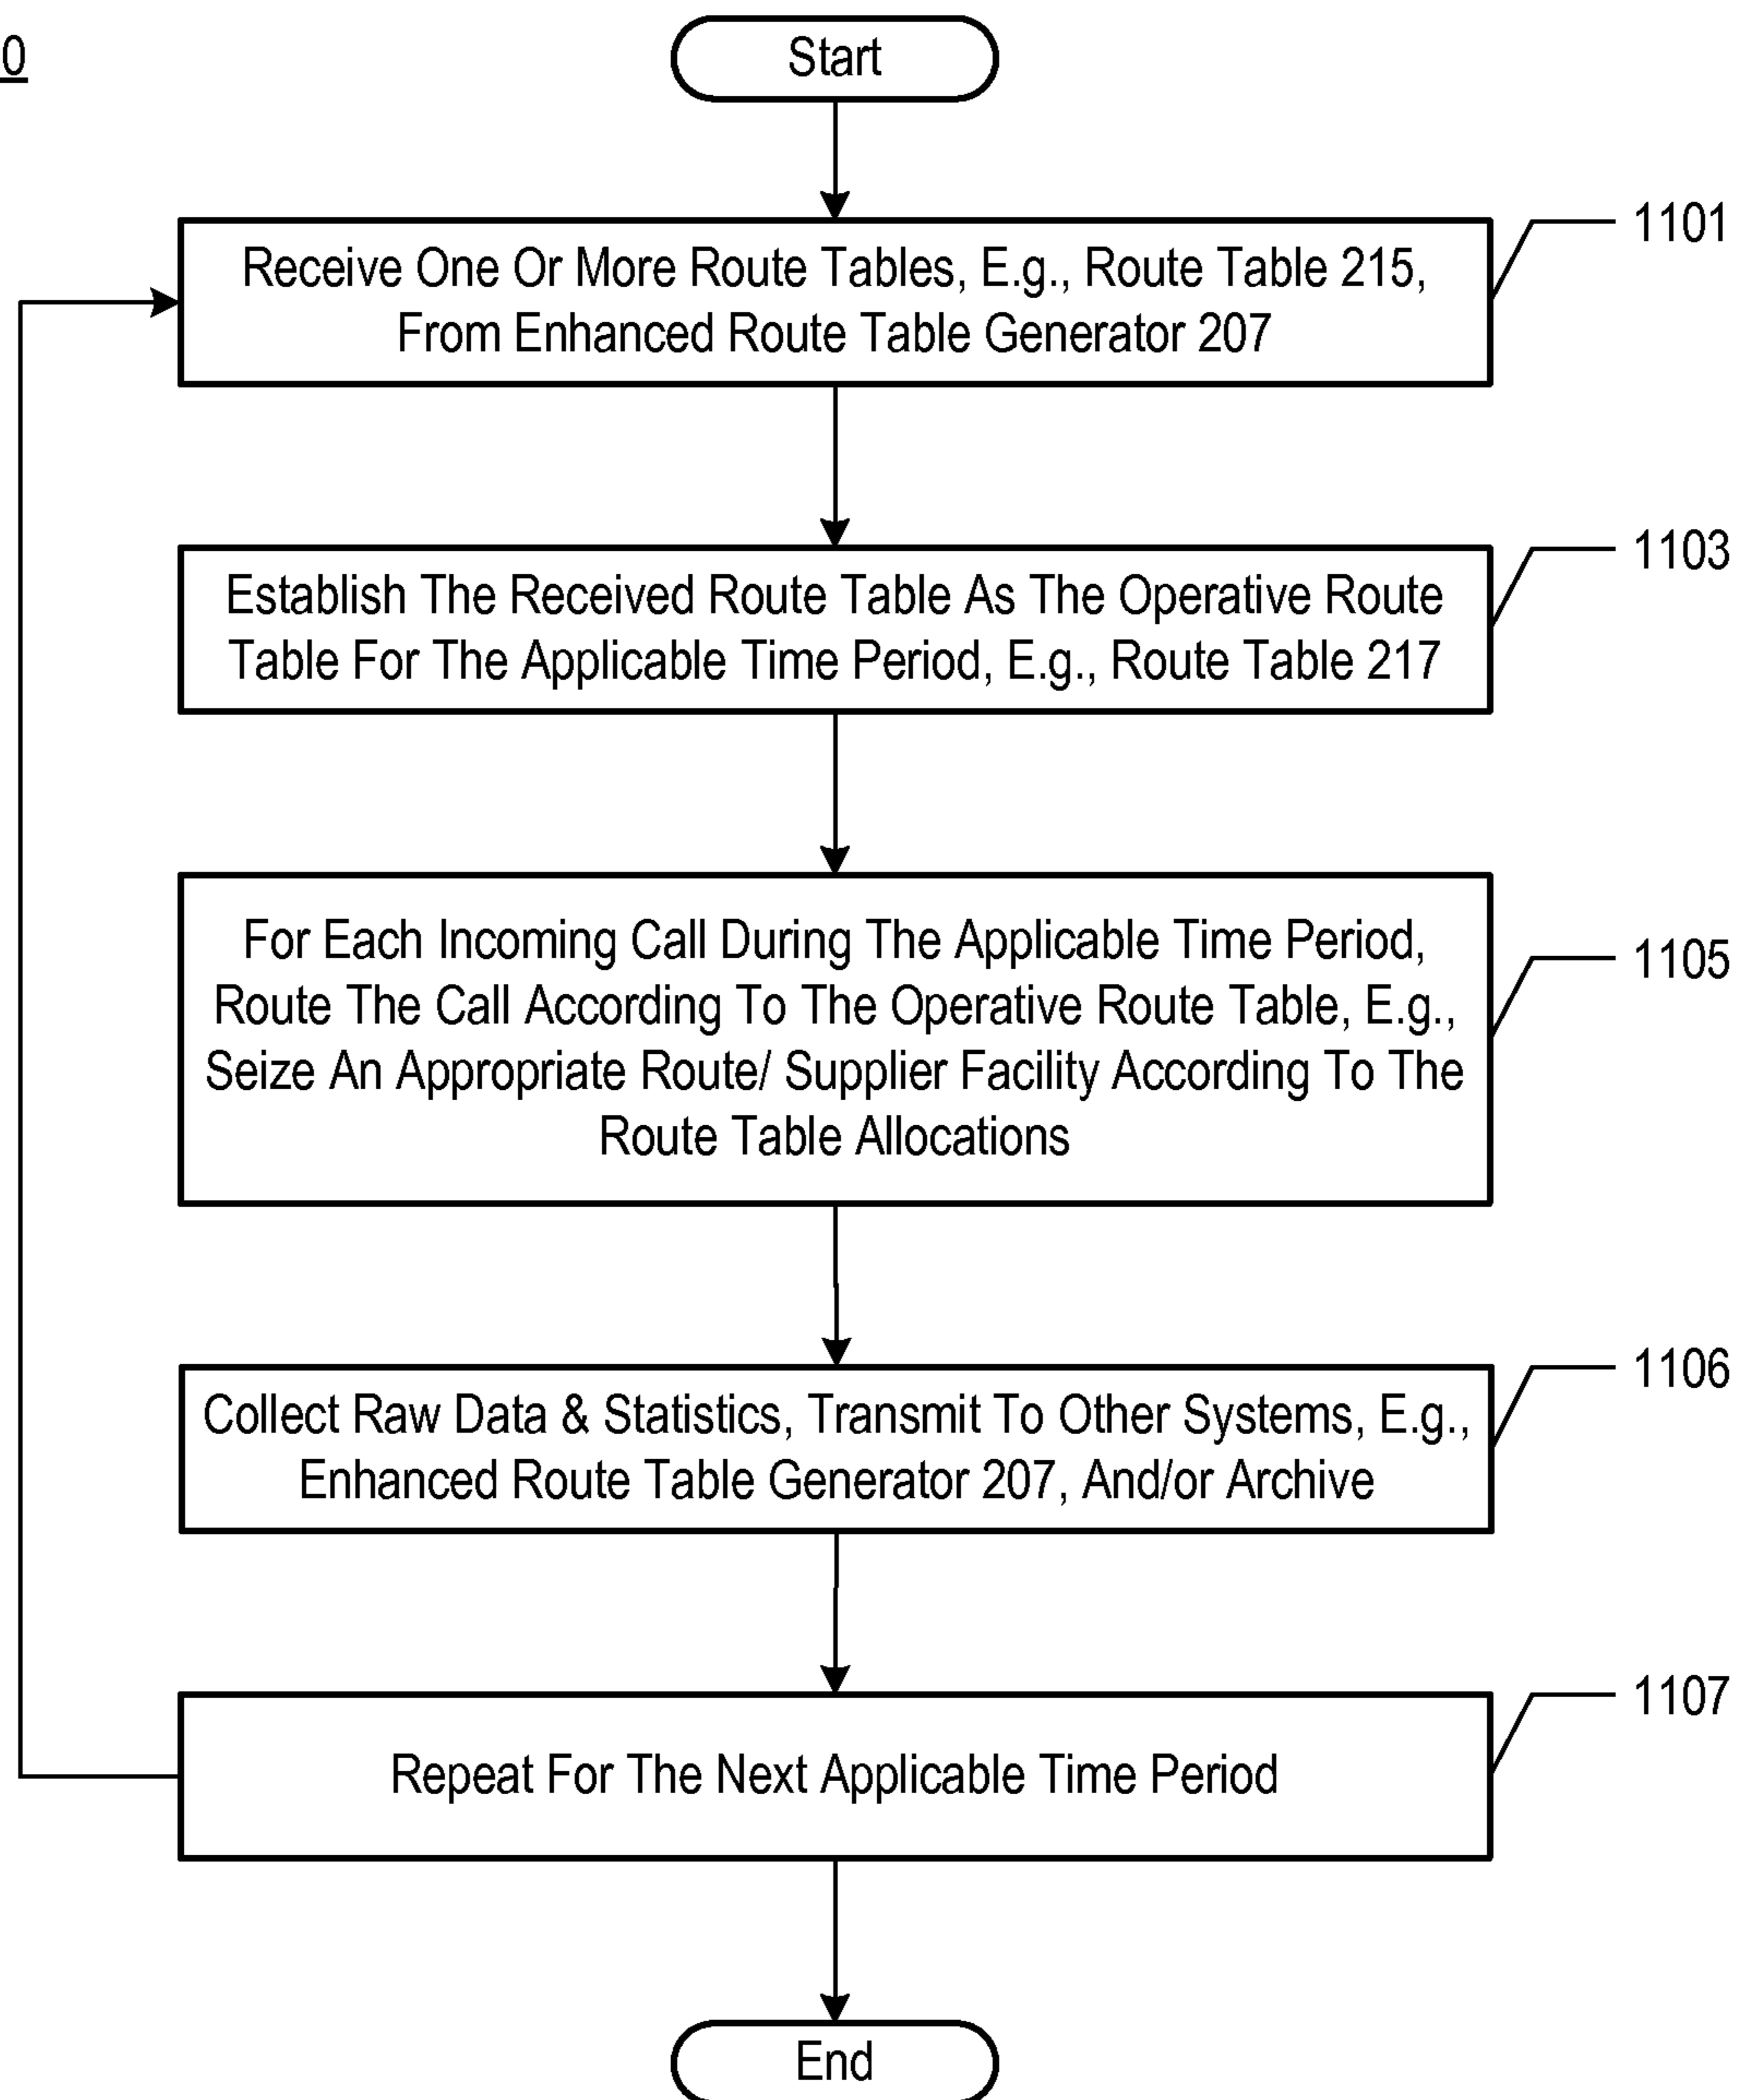 0
Start
Receive One Or More Route Tables, E.g., Route Table 215,
From Enhanced Route Table Generator 207
1101
Establish The Received Route Table As The Operative Route
Table For The Applicable Time Period, E.g., Route Table 217
1103
For Each Incoming Call During The Applicable Time Period,
Route The Call According To The Operative Route Table, E.g.,
Seize An Appropriate Route/ Supplier Facility According To The
Route Table Allocations
1105
Collect Raw Data & Statistics, Transmit To Other Systems, E.g.,
Enhanced Route Table Generator 207, And/or Archive
1106
Repeat For The Next Applicable Time Period
1107
End